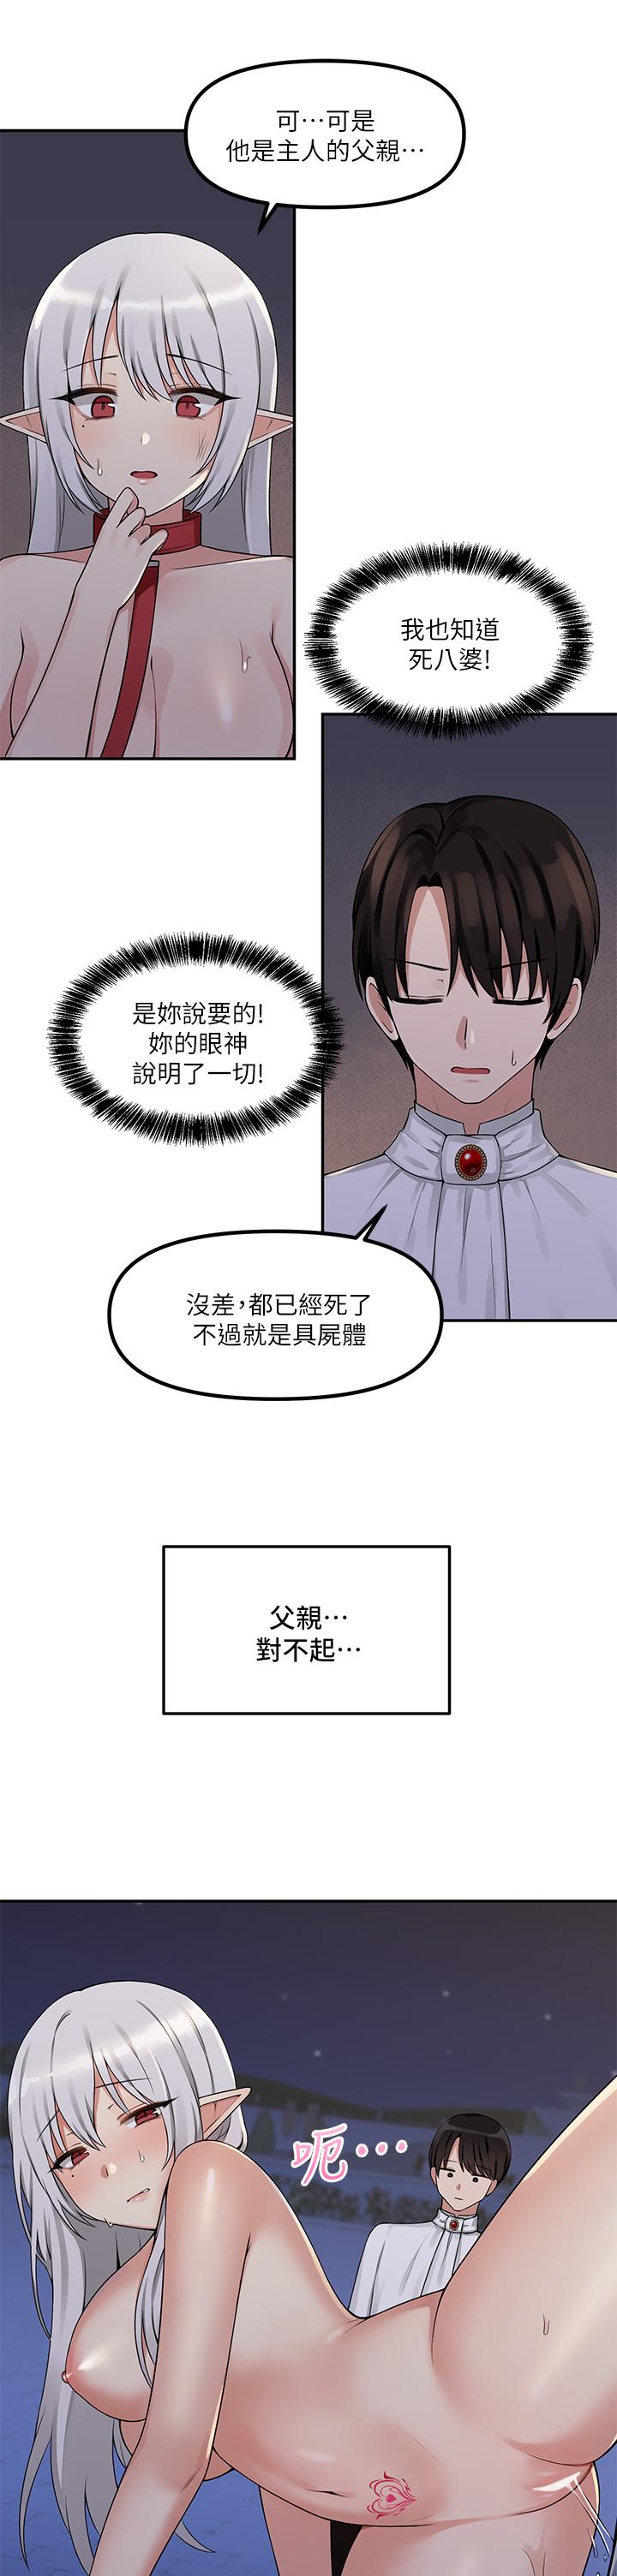 可…可是
他是主人的父親…
我也知道
死八婆!
是妳說要的!
妳的眼神
說明了一切!
沒差,都已經死了
不過就是具屍體
父親…
對不起…
呃…